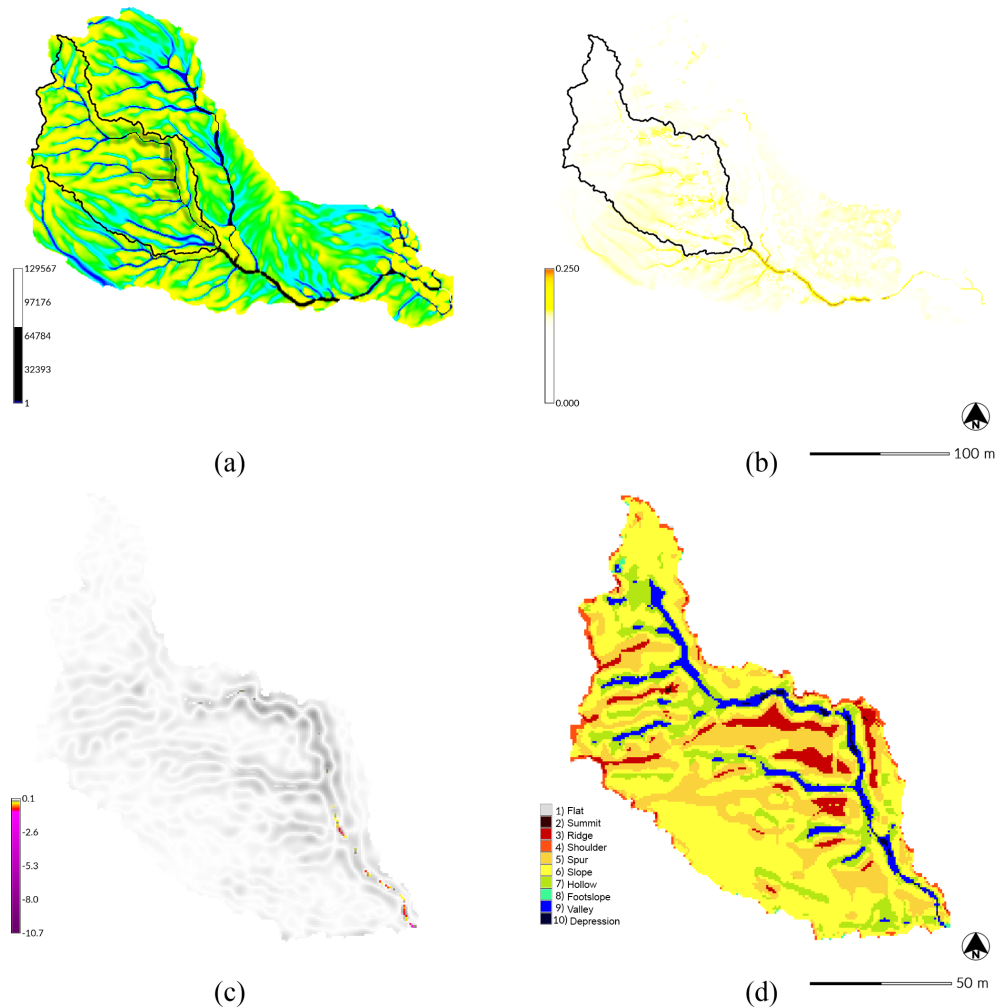 129567
97176
64784
32393
1
(a)
0.250
0.000
N
100 m
(b)
0.1
-2.6
-5.3
-8.0
-10.7
(c)
1) Flat
2) Summit
3) Ridge
4) Shoulder
5) Spur
6) Slope
7) Hollow
8) Footslope
9) Valley
10) Depression
N
50 m
(d)